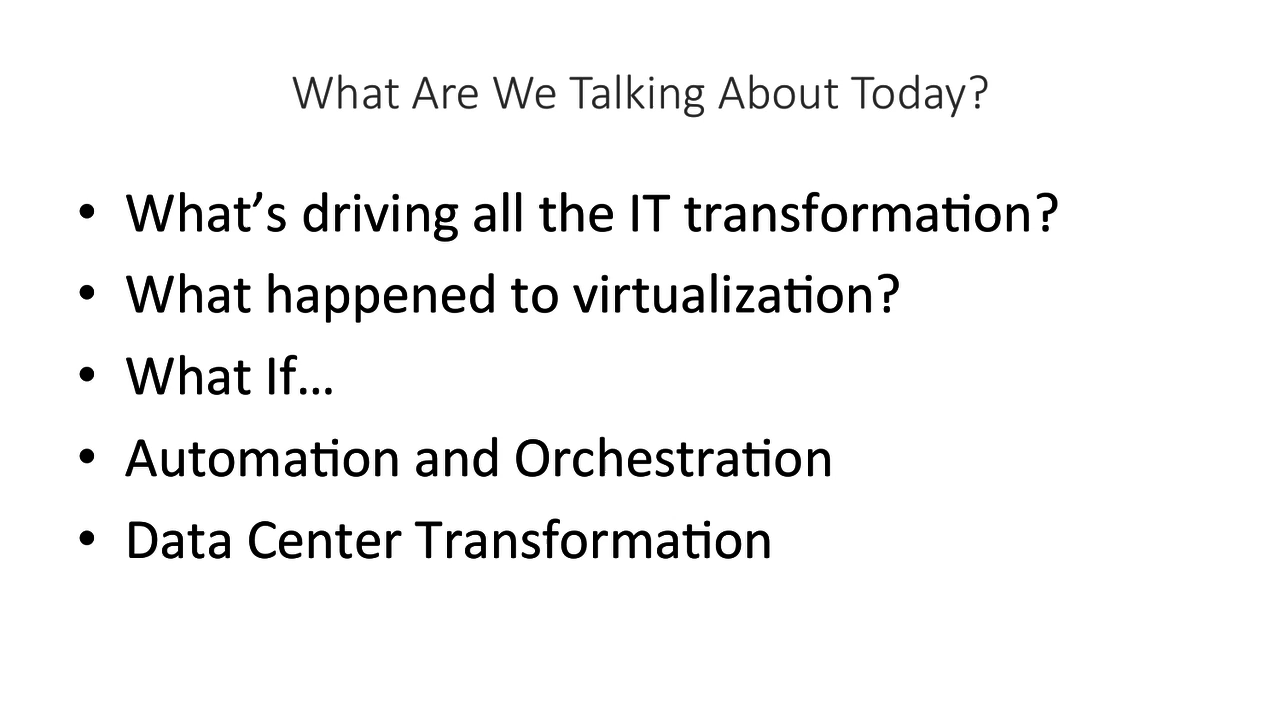 What Are We Talking About Today?
• What’s driving all the IT transformation?
• What happened to virtualization?
• What If…
• Automation and Orchestration
• Data Center Transformation